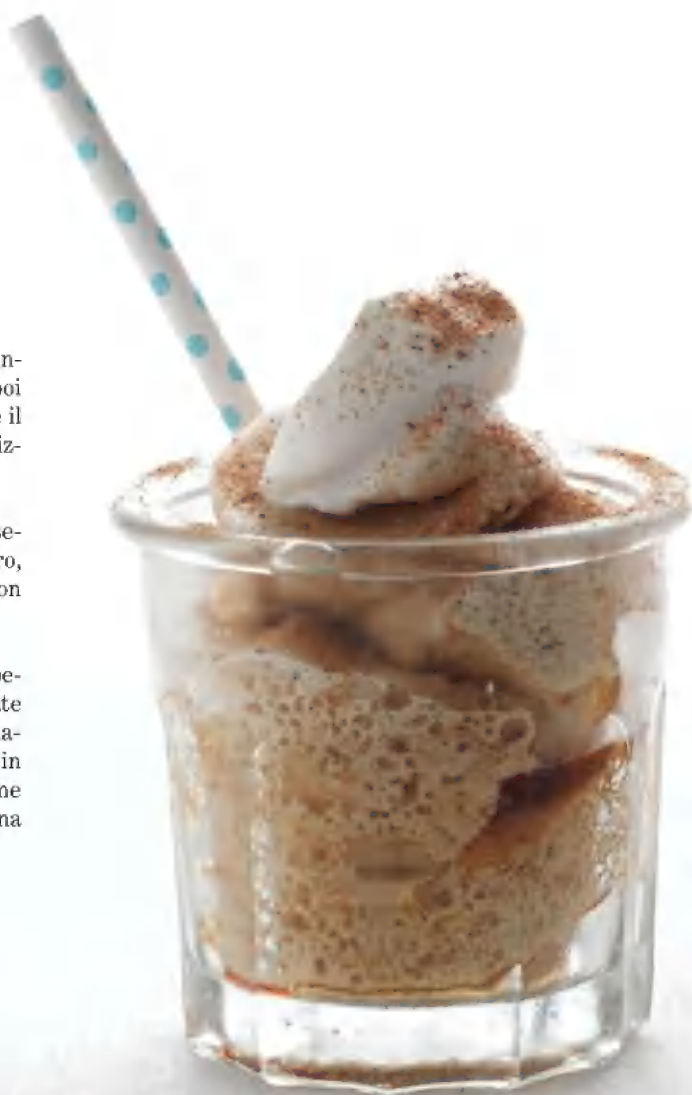 n-
poi
e il
iz-
se-
ro,
on
pe-
te
a-
in
ne
na